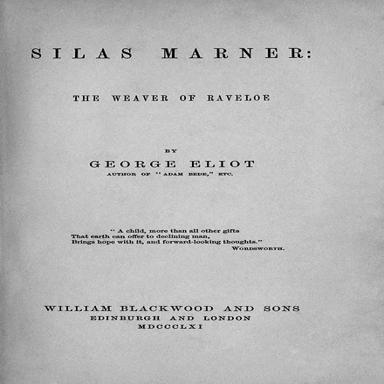 SILAS MARNER:
THE WEAVER OF RAVELOE
BY
GEORGE ELIOT
AUTHOR OF "ADAM BEDE," ETC.
"A child, more than all other gifts
That earth can offer to declining man,
Brings hope with it, and forward-looking thoughts."
WORDSWORTH.
WILLIAM BLACKWOOD AND SONS
EDINBURGH AND LONDON
MDCCCLXI